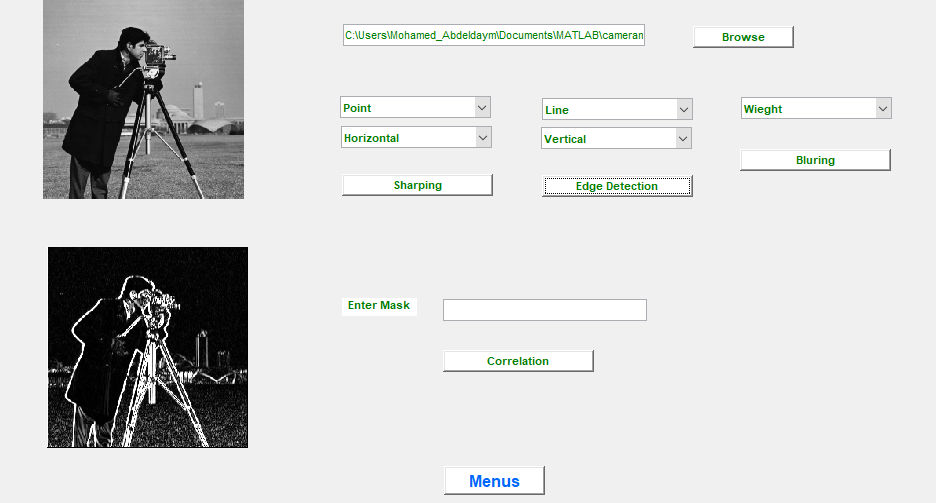 C:\Users\Mohamed_Abdeldaym\Documents\MATLAB\cameran
Browse
Point
Line
Wieght
Horizontal
Vertical
Bluring
Sharping
Edge Detection
Enter Mask
Correlation
Menus